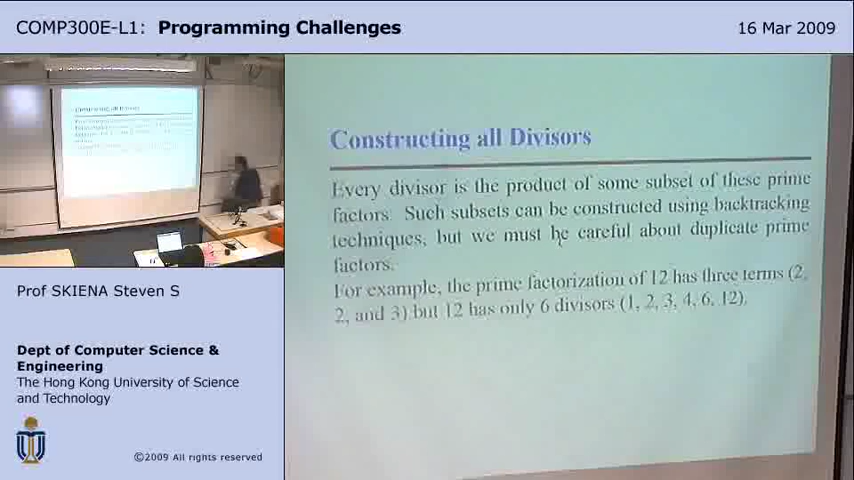 COMP300E-L1: Programming Challenges
16 Mar 2009
Constructing all Divisors
Every divisor is the product of some subset of these prime
factors. Such subsets can be constructed using backtracking
techniques, but we must be careful about duplicate prime
factors.
For example, the prime factorization of 12 has three terms (2,
2, and 3) but 12 has only 6 divisors (1, 2, 3, 4, 6, 12).
Prof SKIENA Steven S
Dept of Computer Science &
Engineering
The Hong Kong University of Science
and Technology
©2009 All rights reserved